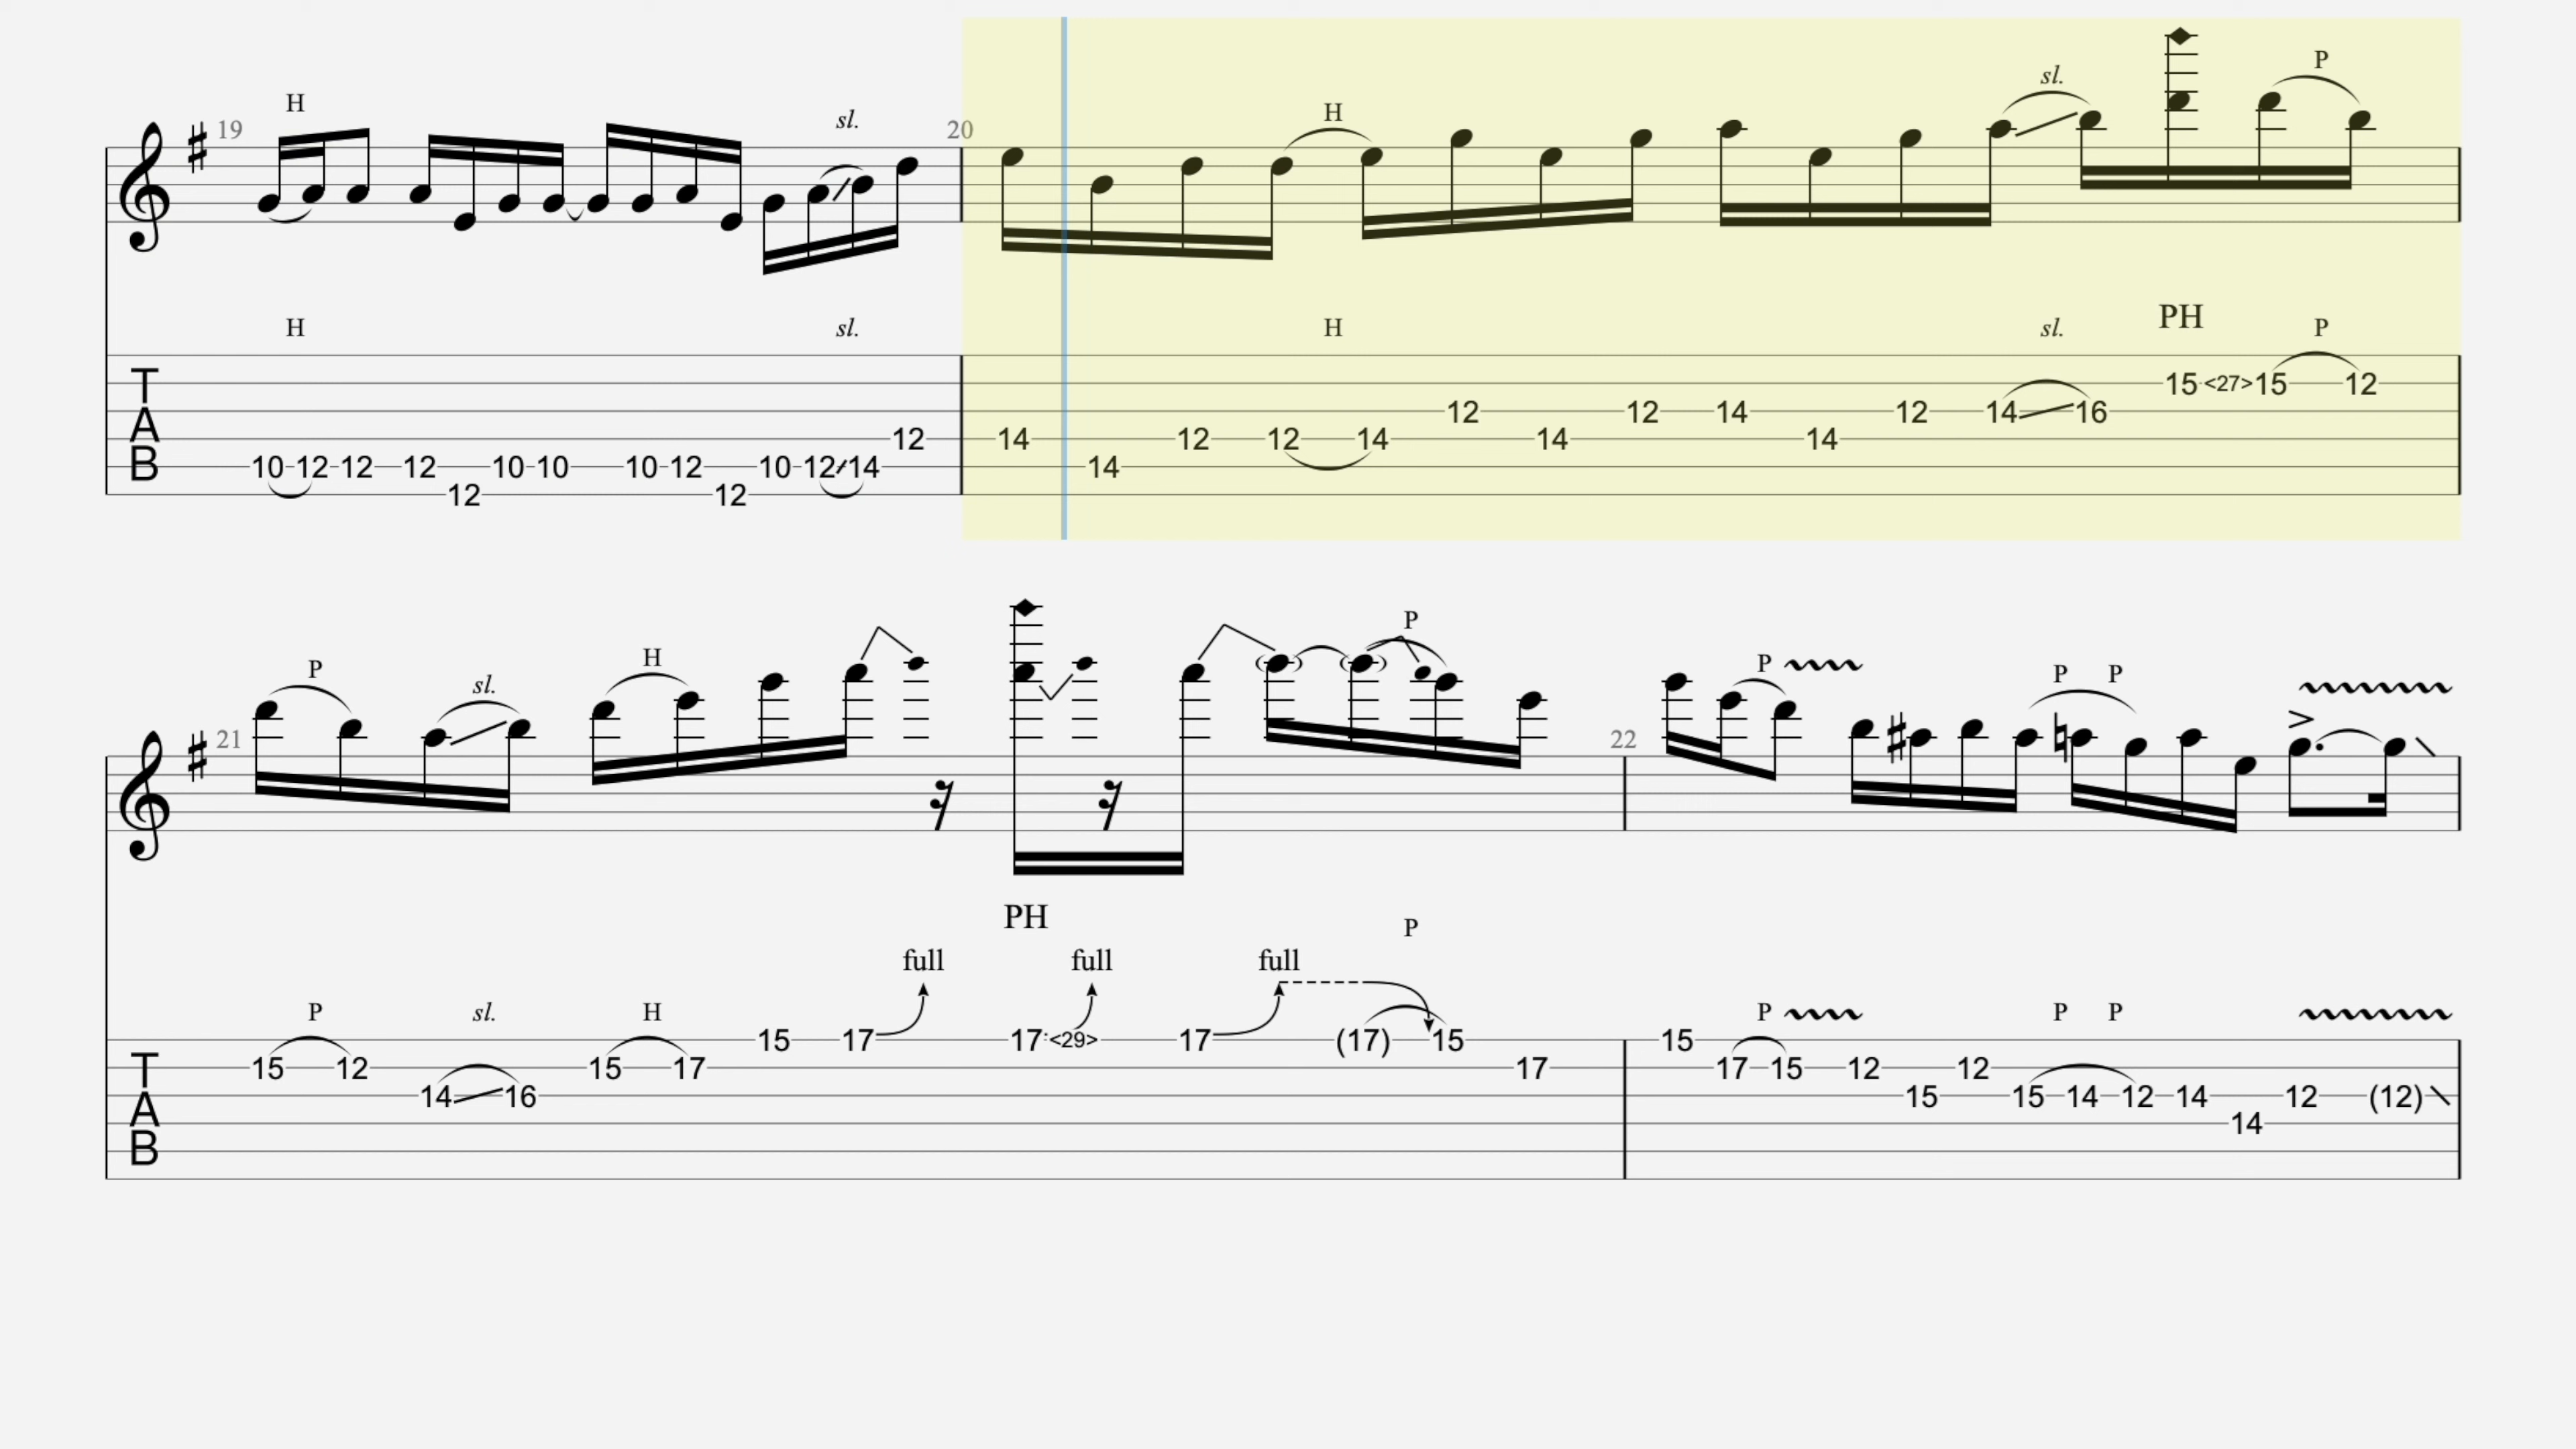 H sl. H sl. P
19 20
H sl. H sl. PH P
15 <27> 15 12
12 12 14 14 12 14 16
T A B 12 14 12 12 14 14 14
10 12 12 12 10 10 10 12 10 12 14 14
12 12
P sl. H P P P P
21 22
PH P
full full full
P sl. H P P P
15 17 17 <29> 17 (17) 15 15
15 12 15 17 17 17 15 12 12
T A B 14 16 15 15 14 12 14 12 (12)
14